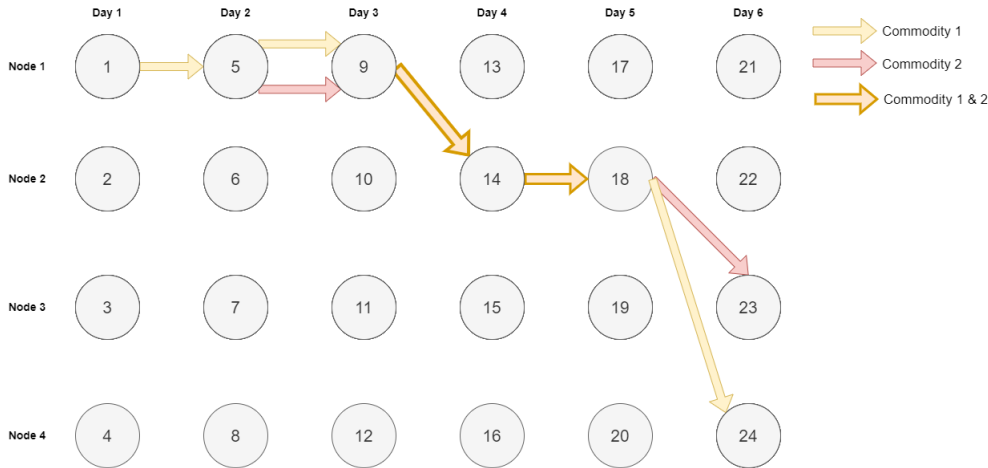 Day 1 Day 2 Day 3 Day 4 Day 5 Day 6
Node 1 1 5 9 13 17 21
Node 2 2 6 10 14 18 22
Node 3 3 7 11 15 19 23
Node 4 4 8 12 16 20 24
Commodity 1
Commodity 2
Commodity 1 & 2